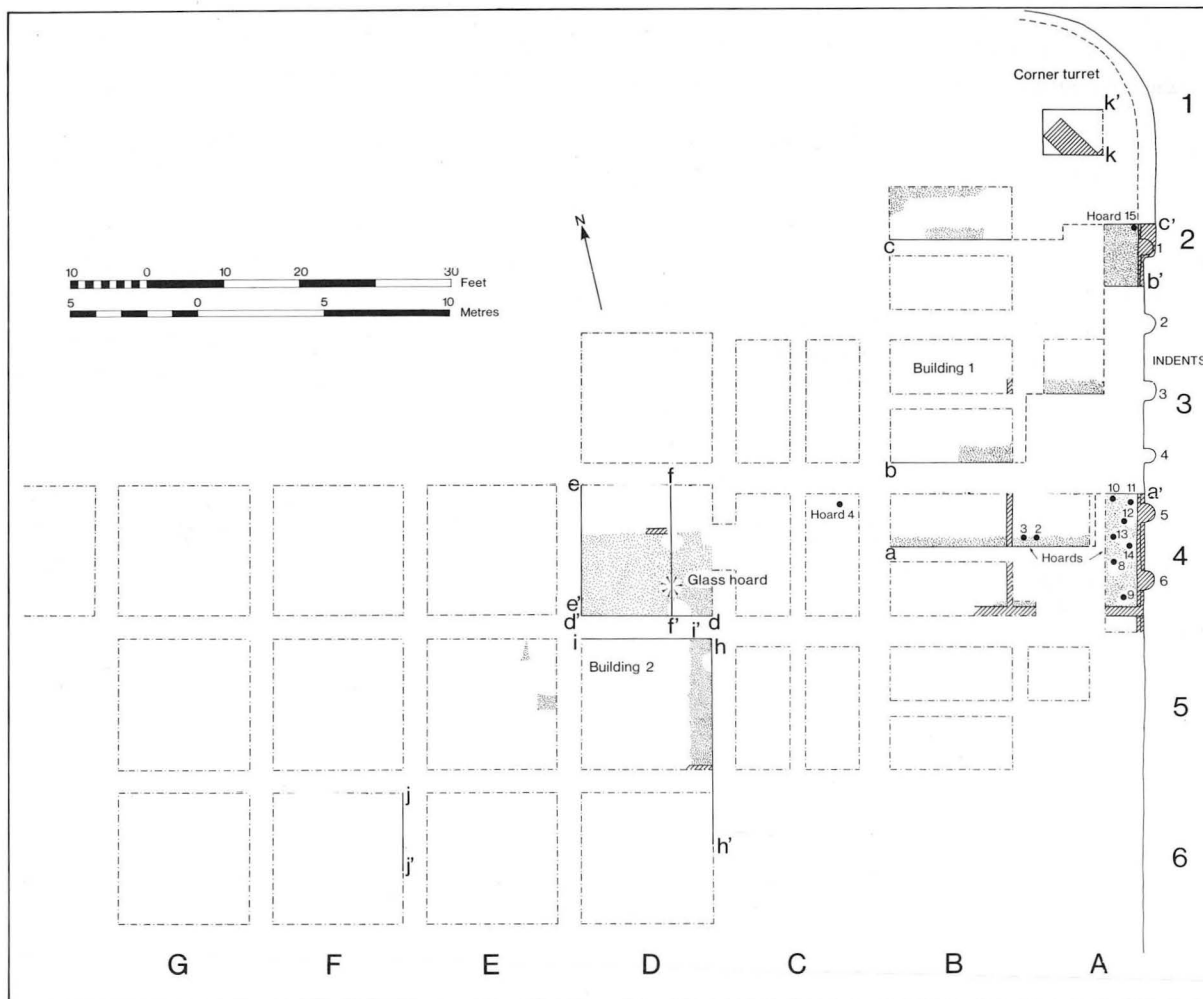 Corner turret
k'
1
k
Hoard 15
c'
2
c
1
b'
N
10 0 10 20 30
Feet
5 0 5 10
Metres
2
INDENTS
Building 1
3
3
4
b
f
e
10 11
a'
12
5
Hoard 4
3 2
13
14
a
Hoards
8
4
6
Glass hoard
9
e'
d'
f'
i'
d
i
h
Building 2
5
j
j'
h'
6
G F E D C B A